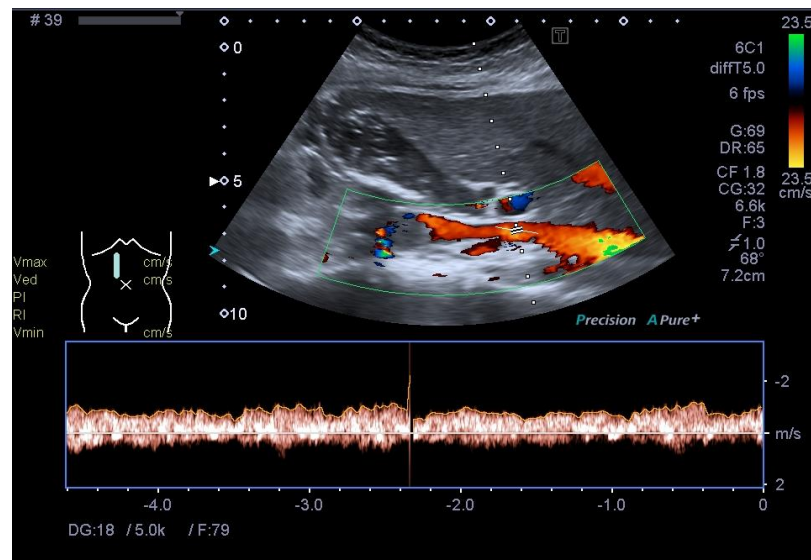 # 39
T
0
5
10
23.5
6C1
diffT5.0
6 fps
G:69
DR:65
23.5
cm/s
CF 1.8
CG:32
6.6k
F:3
1.0
68°
7.2cm
Vmax cm/s
Ved cm/s
PI
RI
Vmin cm/s
Precision A Pure+
-2
m/s
2
-4.0 -3.0 -2.0 -1.0 0
DG:18 / 5.0k / F:79